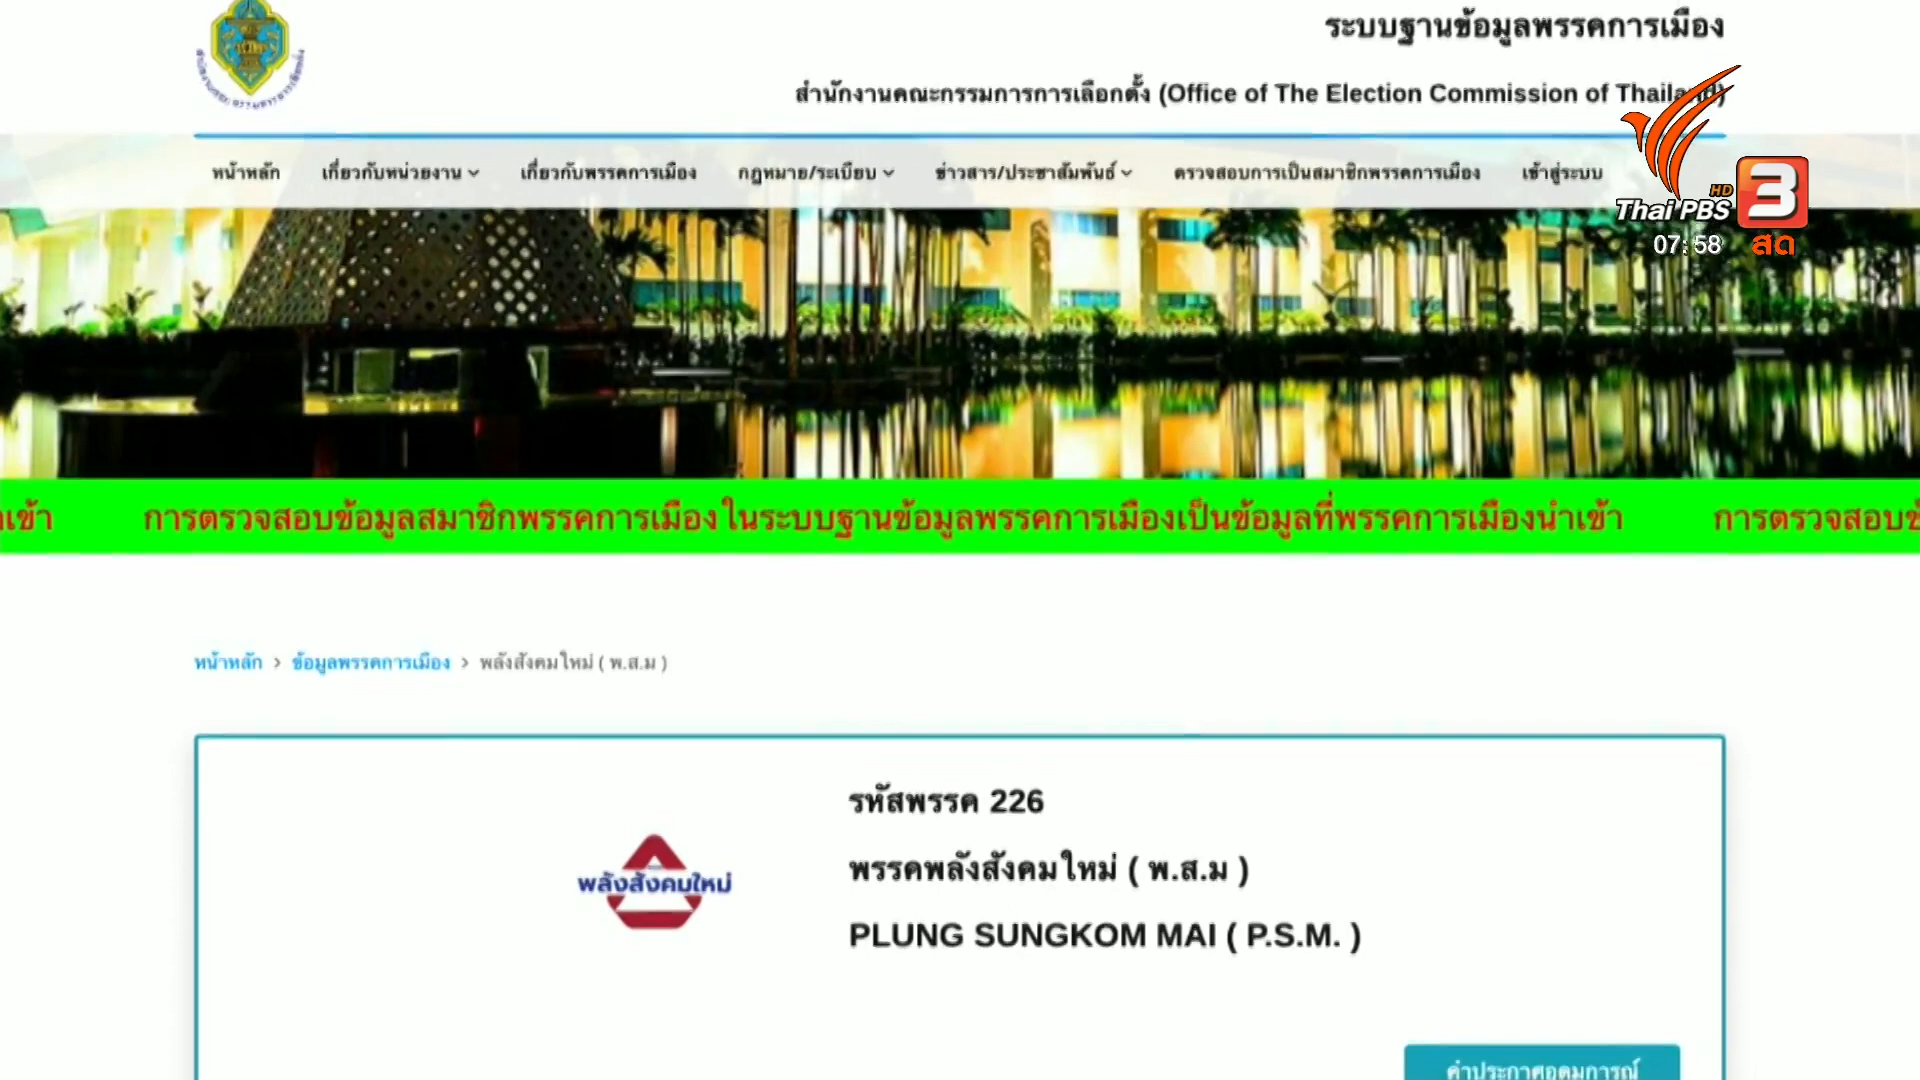 ระบบฐานข้อมูลพรรคการเมือง
สำนักงานคณะกรรมการการเลือกตั้ง (Office of The Election Commission of Thailand)
หน้าหลัก เกี่ยวกับหน่วยงาน เกี่ยวกับพรรคการเมือง กฎหมาย/ระเบียบ ข่าวสาร/ประชาสัมพันธ์ ตรวจสอบการเป็นสมาชิกพรรคการเมือง เข้าสู่ระบบ
HD
Thai PBS 3
07:58 สด
เข้า การตรวจสอบข้อมูลสมาชิกพรรคการเมือง ในระบบฐานข้อมูลพรรคการเมืองเป็นข้อมูลที่พรรคการเมืองนำเข้า การตรวจสอบ
หน้าหลัก > ข้อมูลพรรคการเมือง > พลังสังคมใหม่ ( พ.ส.ม )
รหัสพรรค 226
พลังสังคมใหม่
พรรคพลังสังคมใหม่ ( พ.ส.ม )
PLUNG SUNGKOM MAI ( P.S.M. )
คำประกาศอุดมการณ์